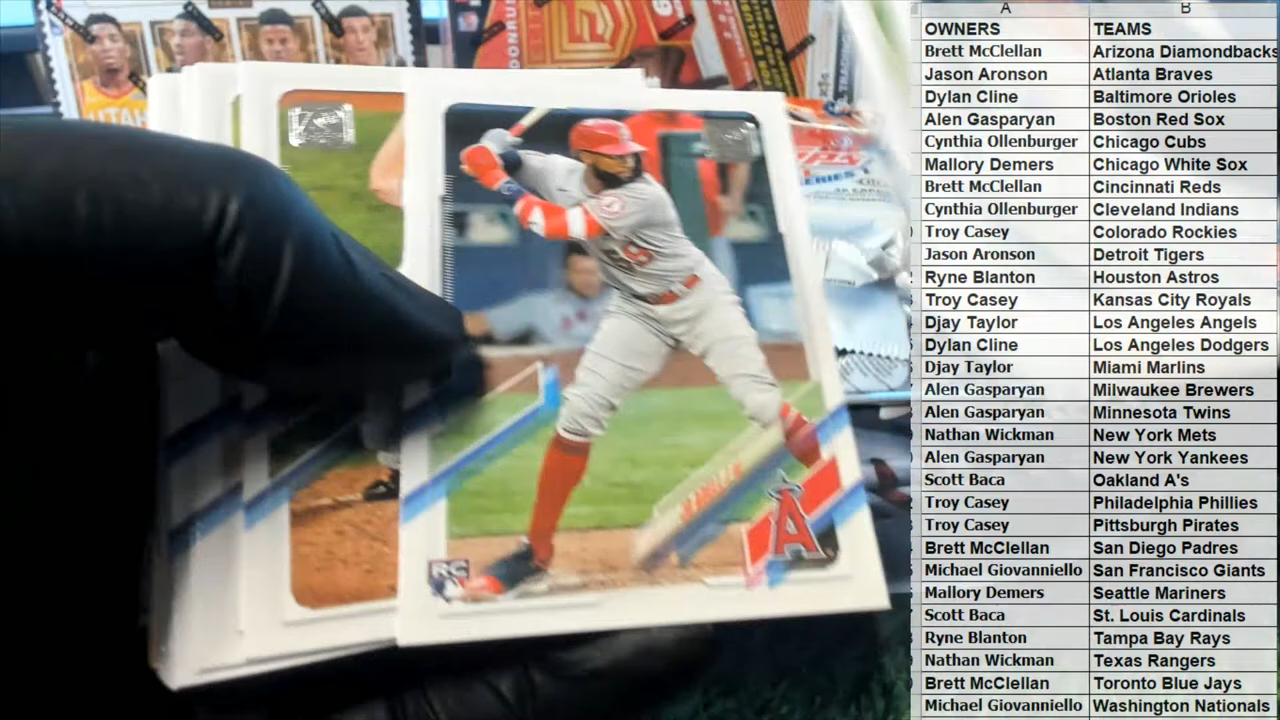 A B
OWNERS TEAMS
Brett McClellan Arizona Diamondbacks
Jason Aronson Atlanta Braves
Dylan Cline Baltimore Orioles
Alen Gasparyan Boston Red Sox
Cynthia Ollenburger Chicago Cubs
Mallory Demers Chicago White Sox
Brett McClellan Cincinnati Reds
Cynthia Ollenburger Cleveland Indians
Troy Casey Colorado Rockies
Jason Aronson Detroit Tigers
Ryne Blanton Houston Astros
Troy Casey Kansas City Royals
Djay Taylor Los Angeles Angels
Dylan Cline Los Angeles Dodgers
Djay Taylor Miami Marlins
Alen Gasparyan Milwaukee Brewers
Alen Gasparyan Minnesota Twins
Nathan Wickman New York Mets
Alen Gasparyan New York Yankees
Scott Baca Oakland A's
Troy Casey Philadelphia Phillies
Troy Casey Pittsburgh Pirates
Brett McClellan San Diego Padres
Michael Giovanniello San Francisco Giants
Mallory Demers Seattle Mariners
Scott Baca St. Louis Cardinals
Ryne Blanton Tampa Bay Rays
Nathan Wickman Texas Rangers
Brett McClellan Toronto Blue Jays
Michael Giovanniello Washington Nationals
UTAH
SERIES
RC
A